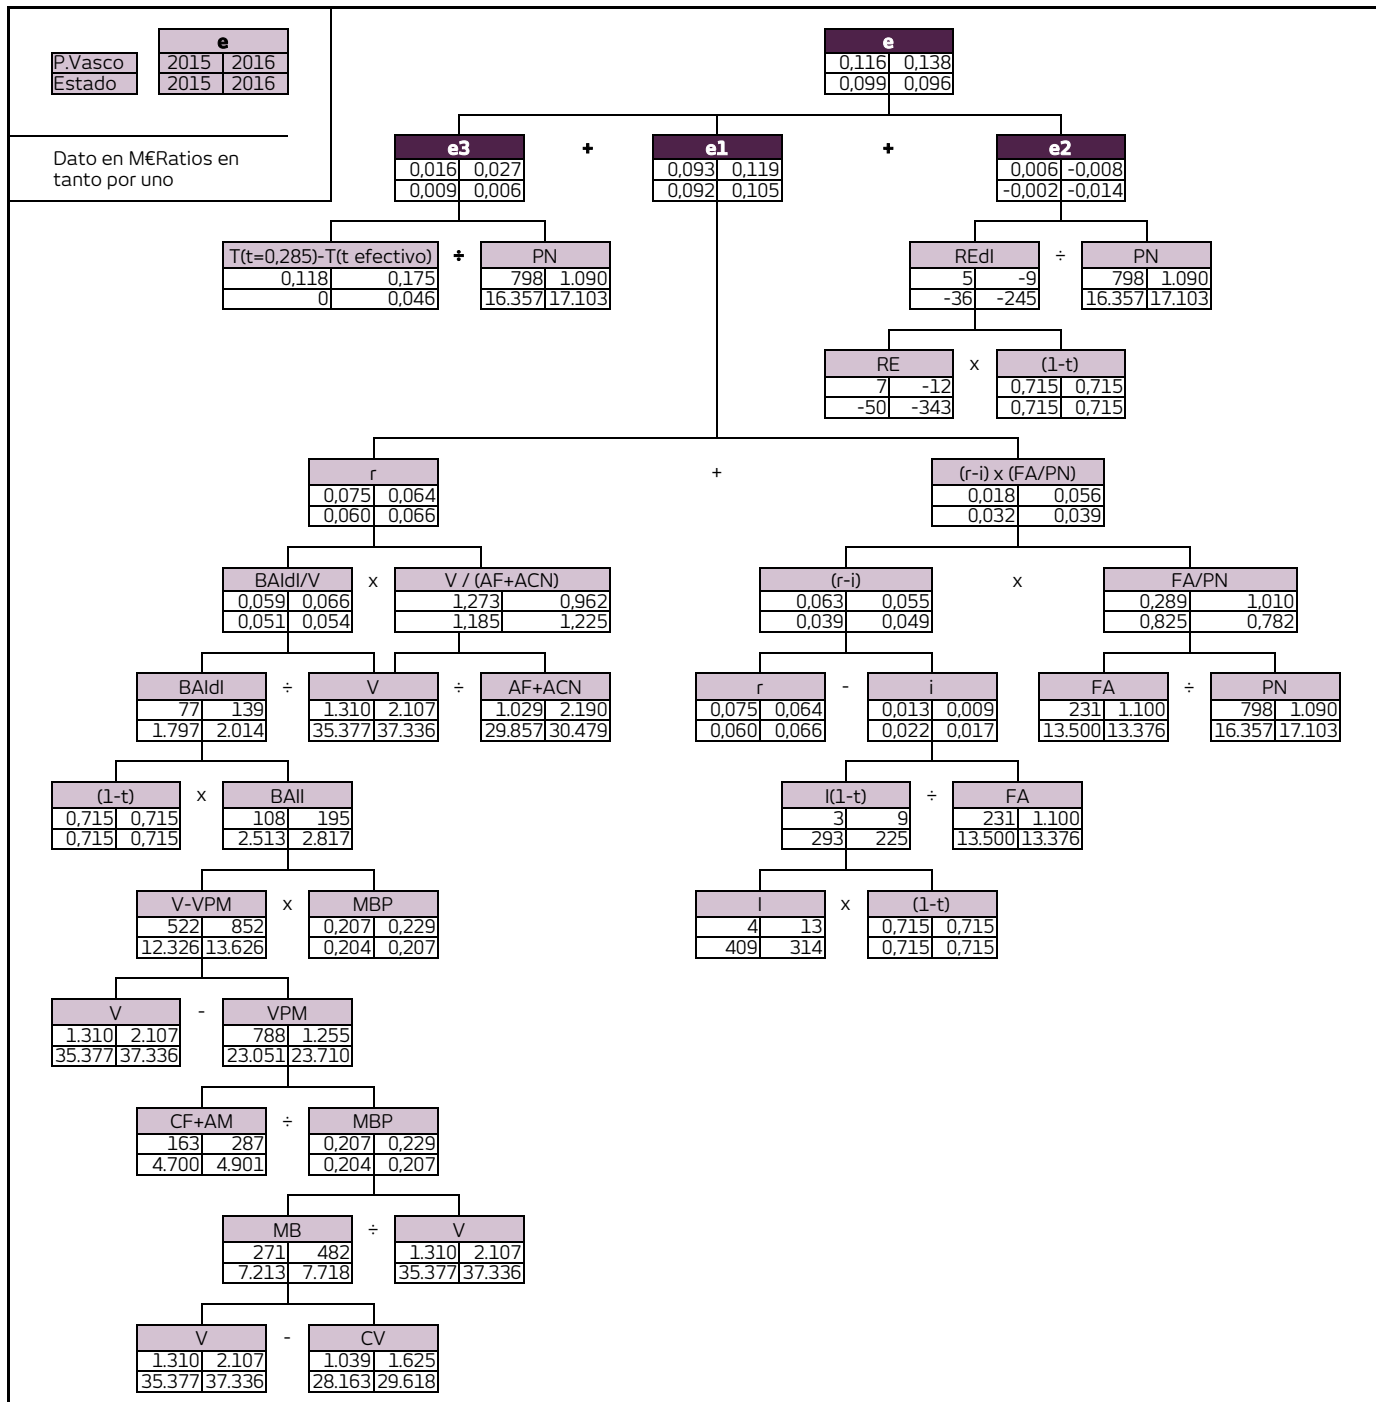 e
P.Vasco 2015 2016
Estado 2015 2016
Dato en M€Ratios en
tanto por uno
e
0,116 0,138
0,099 0,096
e3 + e1 + e2
0,016 0,027 0,093 0,119 0,006 -0,008
0,009 0,006 0,092 0,105 -0,002 -0,014
T(t=0,285)-T(t efectivo) ÷ PN REdI ÷ PN
0,118 0,175 798 1.090 5 -9 798 1.090
0 0,046 16.357 17.103 -36 -245 16.357 17.103
RE x (1-t)
7 -12 0,715 0,715
-50 -343 0,715 0,715
r + (r-i) x (FA/PN)
0,075 0,064 0,018 0,056
0,060 0,066 0,032 0,039
BAIdI/V x V / (AF+ACN) (r-i) x FA/PN
0,059 0,066 1,273 0,962 0,063 0,055 0,289 1,010
0,051 0,054 1,185 1,225 0,039 0,049 0,825 0,782
BAIdI ÷ V ÷ AF+ACN r - i FA ÷ PN
77 139 1.310 2.107 1.029 2.190 0,075 0,064 0,013 0,009 231 1.100 798 1.090
1.797 2.014 35.377 37.336 29.857 30.479 0,060 0,066 0,022 0,017 13.500 13.376 16.357 17.103
(1-t) x BAII I(1-t) ÷ FA
0,715 0,715 108 195 3 9 231 1.100
0,715 0,715 2.513 2.817 293 225 13.500 13.376
V-VPM x MBP I x (1-t)
522 852 0,207 0,229 4 13 0,715 0,715
12.326 13.626 0,204 0,207 409 314 0,715 0,715
V - VPM
1.310 2.107 788 1.255
35.377 37.336 23.051 23.710
CF+AM ÷ MBP
163 287 0,207 0,229
4.700 4.901 0,204 0,207
MB ÷ V
271 482 1.310 2.107
7.213 7.718 35.377 37.336
V - CV
1.310 2.107 1.039 1.625
35.377 37.336 28.163 29.618